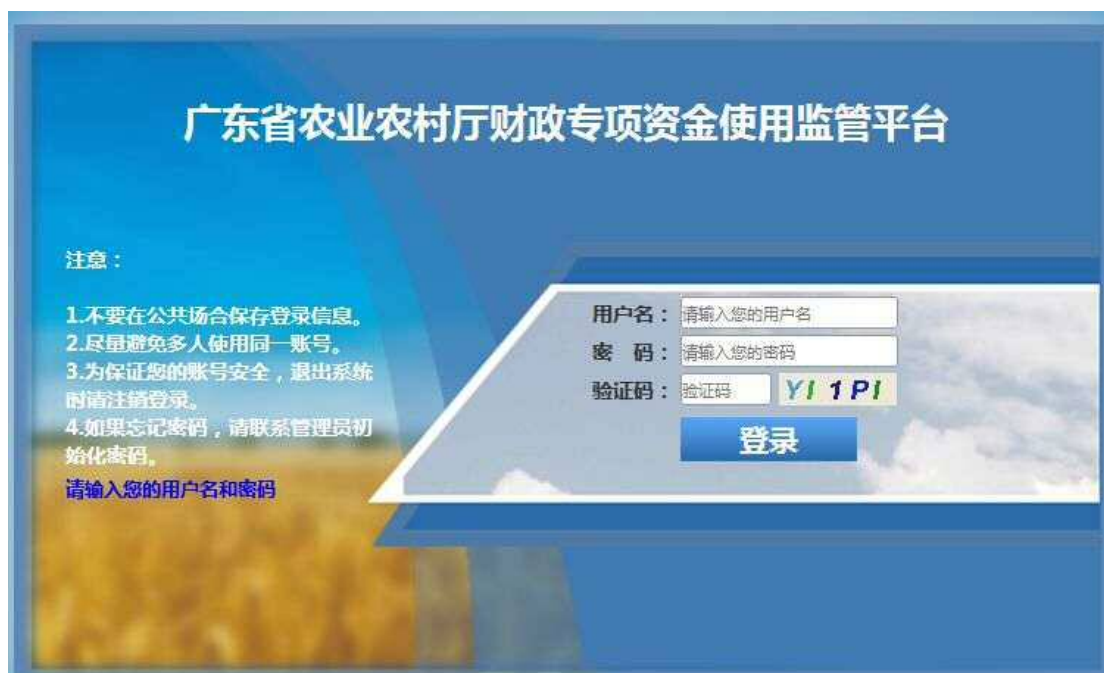 广东省农业农村厅财政专项资金使用监管平台
注意：
1.不要在公共场合保存登录信息。
2.尽量避免多人使用同一账号。
3.为保证您的账号安全，退出系统
时请注销登录。
4.如果忘记密码，请联系管理员初
始化密码。
请输入您的用户名和密码
用户名： 请输入您的用户名
密 码： 请输入您的密码
验证码： 验证码
登录